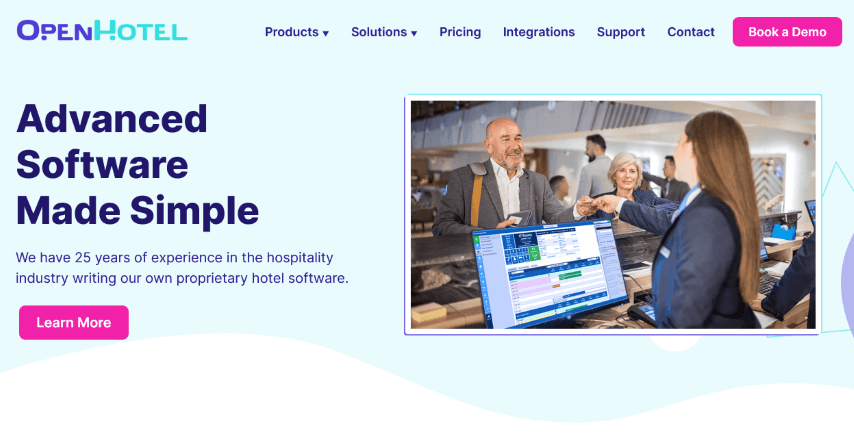 OPENHOTEL
Products ▾ Solutions ▾ Pricing Integrations Support Contact Book a Demo
Advanced
Software
Made Simple
We have 25 years of experience in the hospitality
industry writing our own proprietary hotel software.
Learn More